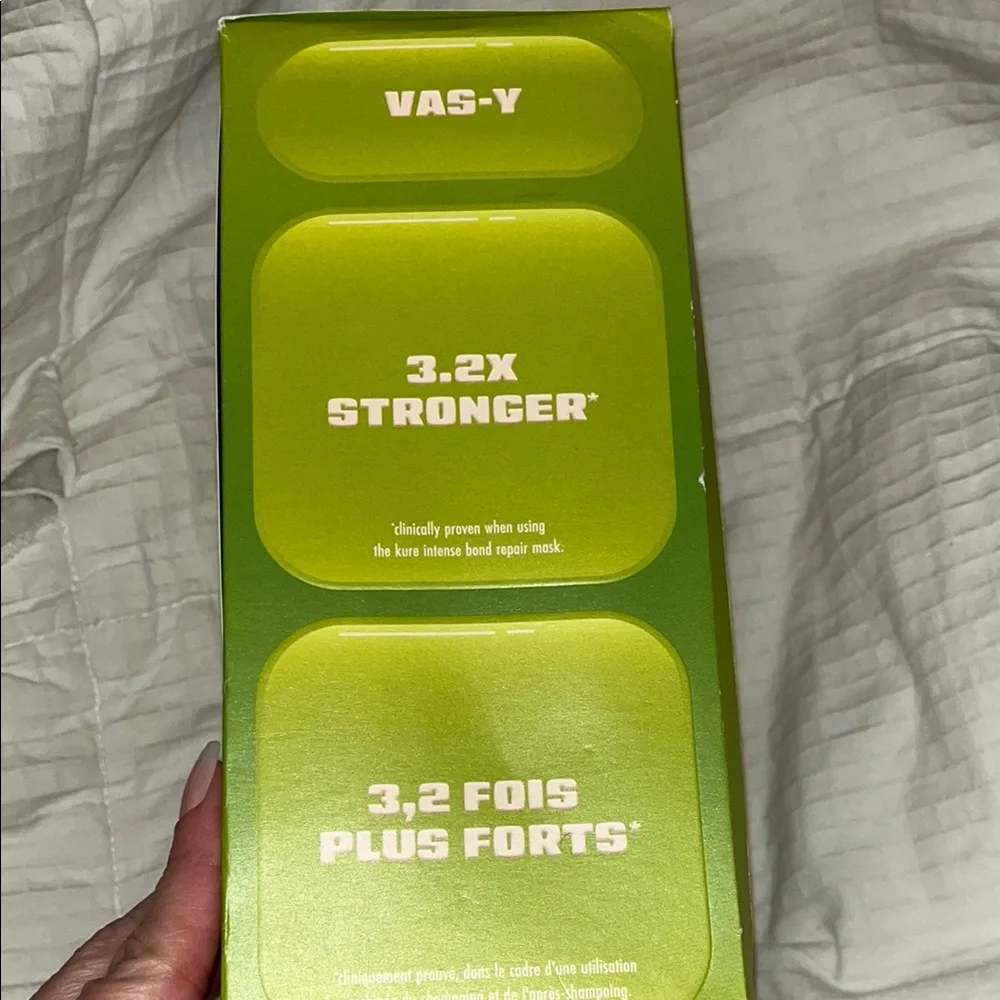 VAS-Y
3.2X
STRONGER*
*clinically proven when using
the kure intense bond repair mask.
3,2 FOIS
PLUS FORTS*
*cliniquement prouvé, dans le cadre d'une utilisation
du shampoing et de l'après-shampoing.